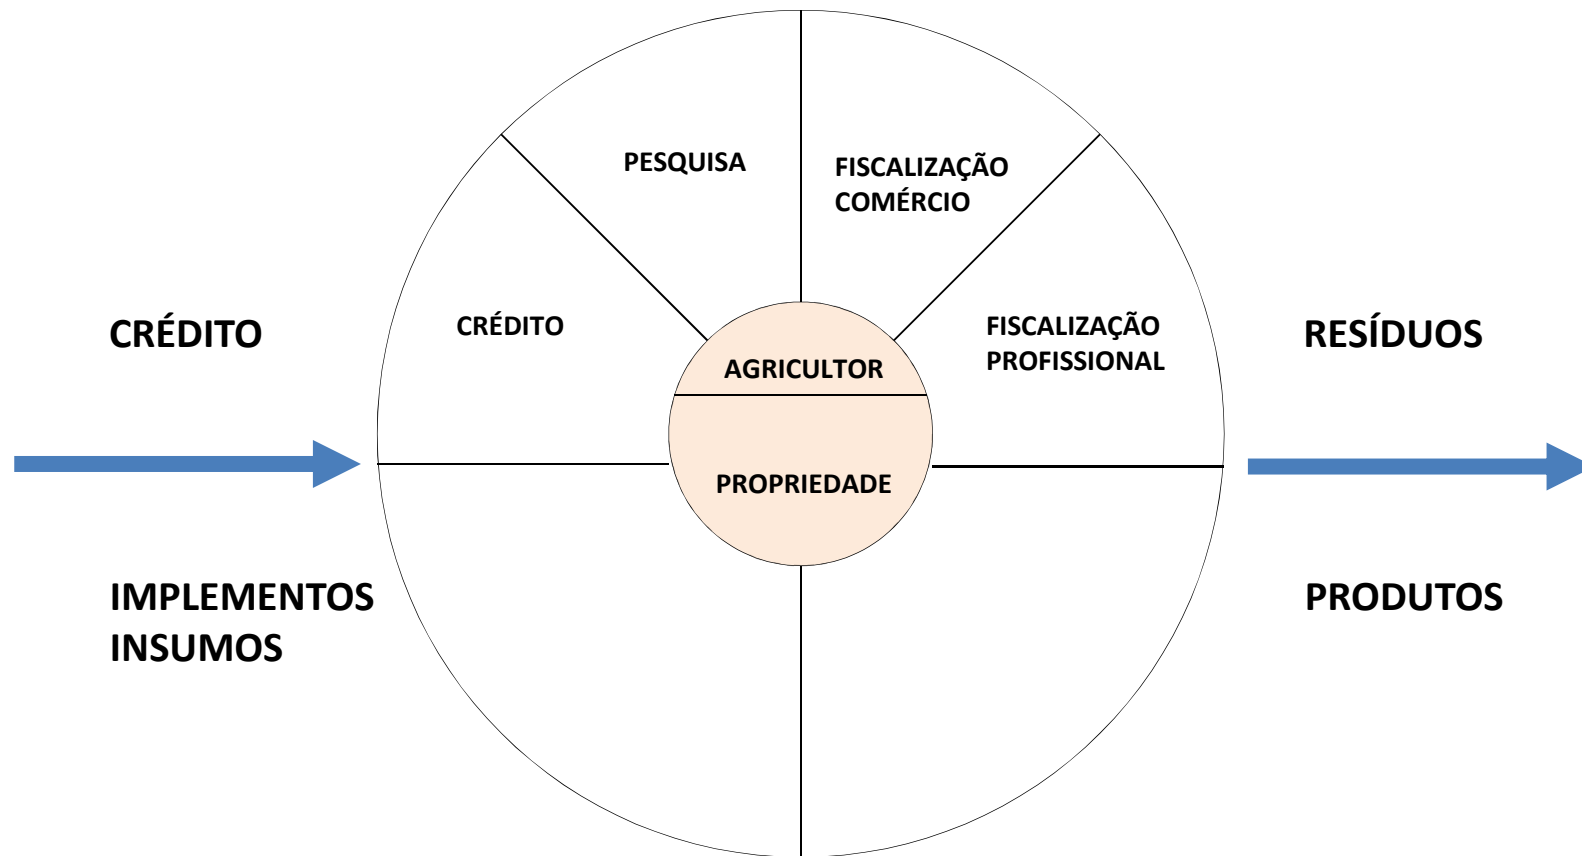 PESQUISA
FISCALIZAÇÃO
COMÉRCIO
CRÉDITO
CRÉDITO
FISCALIZAÇÃO
PROFISSIONAL
RESÍDUOS
AGRICULTOR
PROPRIEDADE
IMPLEMENTOS
INSUMOS
PRODUTOS